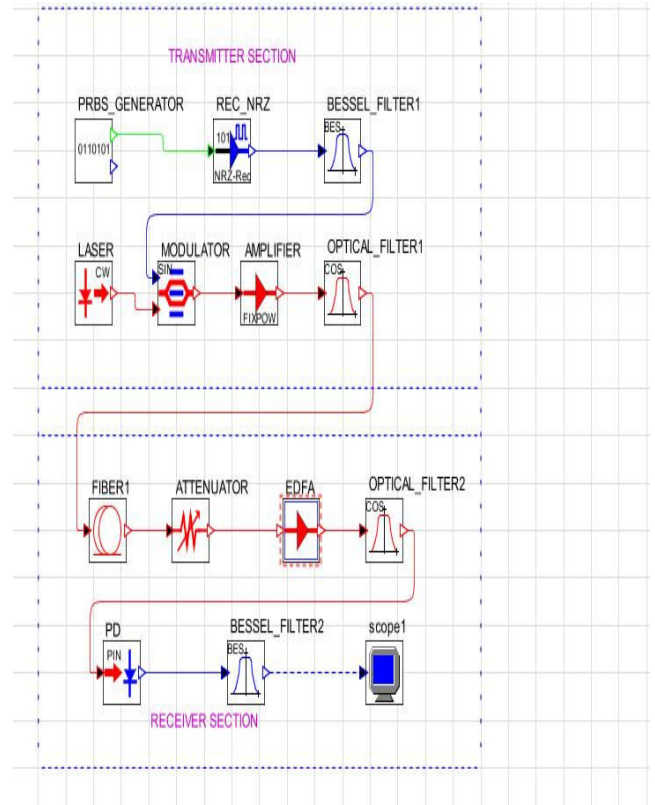 TRANSMITTER SECTION
PRBS_GENERATOR REC_NRZ BESSEL_FILTER1
0110101 101 NRZ-Rec BES
LASER MODULATOR AMPLIFIER OPTICAL_FILTER1
CW SIN FIXPOW COS
FIBER1 ATTENUATOR EDFA OPTICAL_FILTER2
COS
PD BESSEL_FILTER2 scope1
PIN BES
RECEIVER SECTION